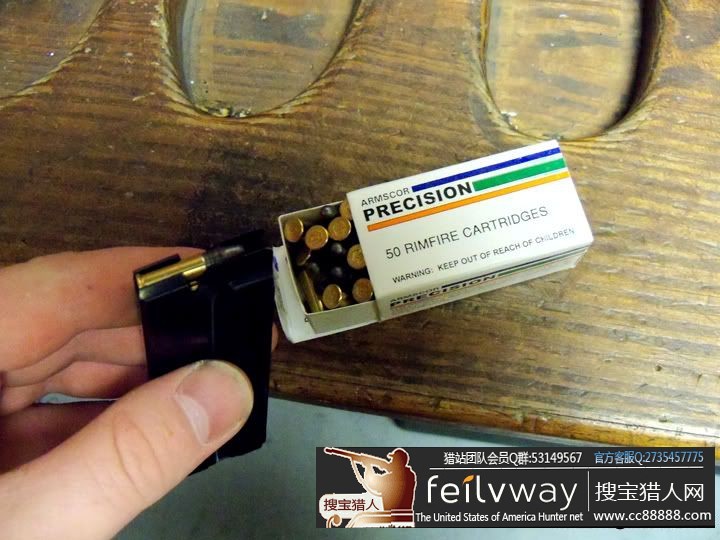 ARMSCOR
PRECISION
50 RIMFIRE CARTRIDGES
WARNING: KEEP OUT OF REACH OF CHILDREN
ARMSCOR
PRECISION
猎站团队会员Q群:53149567 官方客服Q:2735457775
搜宝猎人
feilvway
搜宝猎人网
The United States of America Hunter net
www.cc88888.com